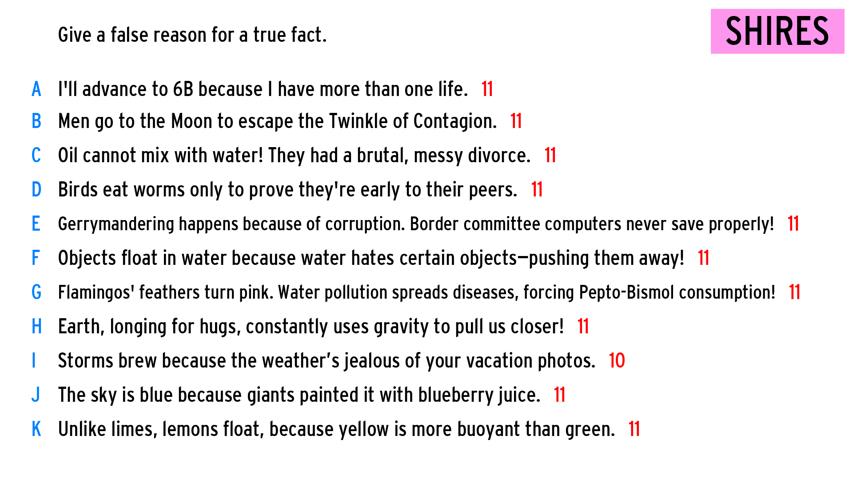 Give a false reason for a true fact.
SHIRES
A I'll advance to 6B because I have more than one life. 11
B Men go to the Moon to escape the Twinkle of Contagion. 11
C Oil cannot mix with water! They had a brutal, messy divorce. 11
D Birds eat worms only to prove they're early to their peers. 11
E Gerrymandering happens because of corruption. Border committee computers never save properly! 11
F Objects float in water because water hates certain objects—pushing them away! 11
G Flamingos' feathers turn pink. Water pollution spreads diseases, forcing Pepto-Bismol consumption! 11
H Earth, longing for hugs, constantly uses gravity to pull us closer! 11
I Storms brew because the weather’s jealous of your vacation photos. 10
J The sky is blue because giants painted it with blueberry juice. 11
K Unlike limes, lemons float, because yellow is more buoyant than green. 11